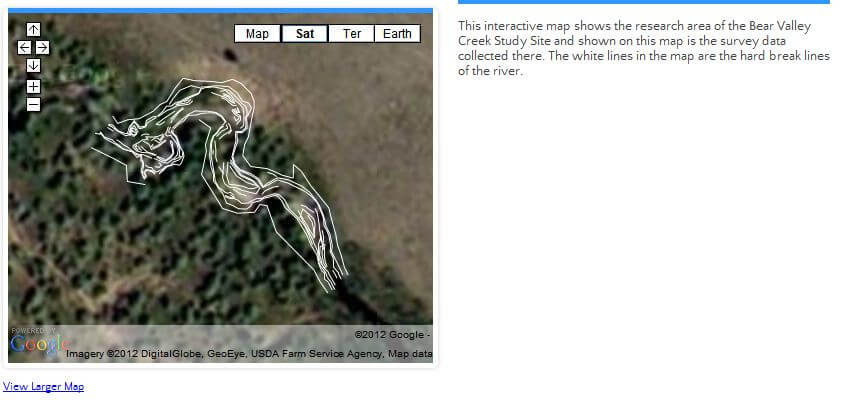 Map Sat Ter Earth
This interactive map shows the research area of the Bear Valley
Creek Study Site and shown on this map is the survey data
collected there. The white lines in the map are the hard break lines
of the river.
POWERED BY
Google
©2012 Google -
Imagery ©2012 DigitalGlobe, GeoEye, USDA Farm Service Agency, Map data
View Larger Map